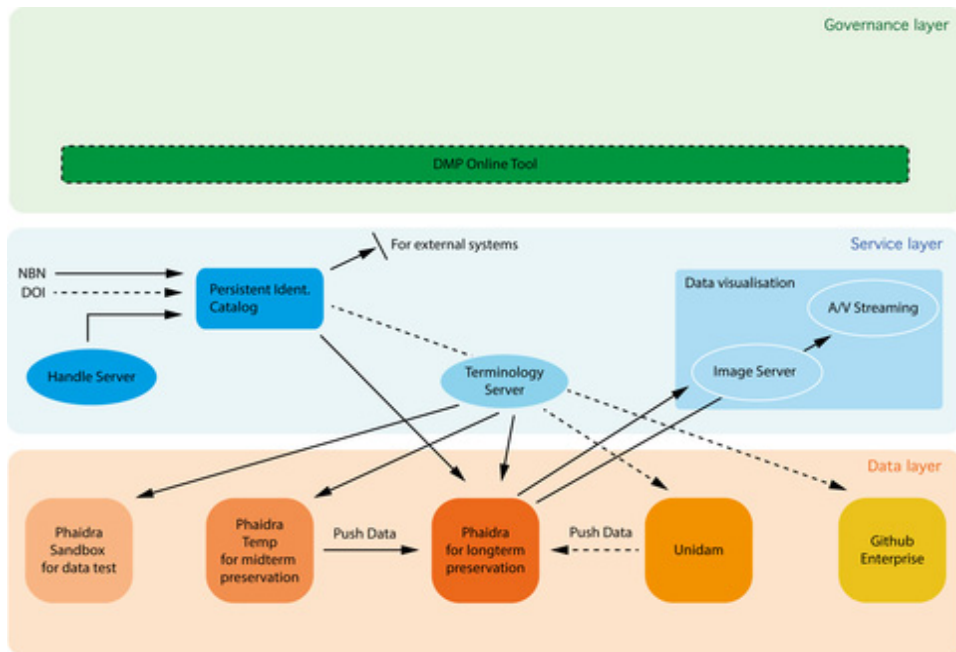 Governance layer
DMP Online Tool
Service layer
For external systems
NBN
DOI
Persistent Ident.
Catalog
Data visualisation
A/V Streaming
Handle Server
Terminology
Server
Image Server
Data layer
Phaidra
Sandbox
for data test
Phaidra
Temp
for midterm
preservation
Push Data
Phaidra
for longterm
preservation
Push Data
Unidam
Github
Enterprise